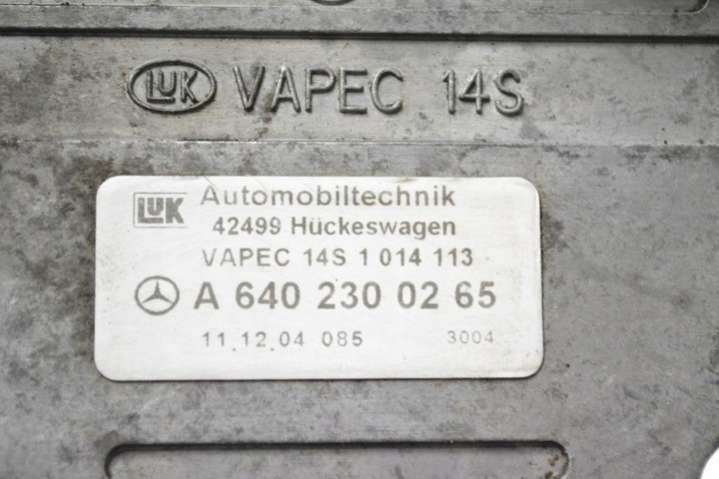 LuK VAPEC 14S
LuK Automobiltechnik
42499 Hückeswagen
VAPEC 14S 1 014 113
A 640 230 02 65
11.12.04 085 3004